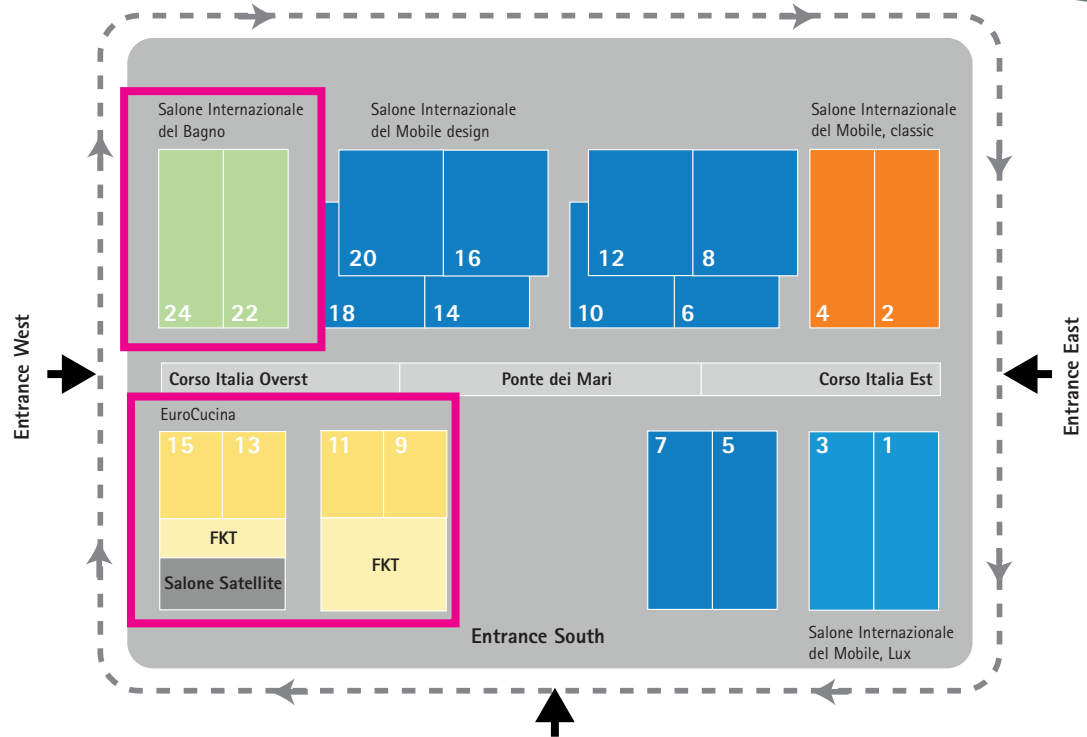 Salone Internazionale
del Bagno
Salone Internazionale
del Mobile design
Salone Internazionale
del Mobile, classic
20
16
12
8
24
22
18
14
10
6
4
2
Entrance West
Entrance East
Corso Italia Overst
Ponte dei Mari
Corso Italia Est
EuroCucina
15
13
11
9
7
5
3
1
FKT
FKT
Salone Satellite
Entrance South
Salone Internazionale
del Mobile, Lux